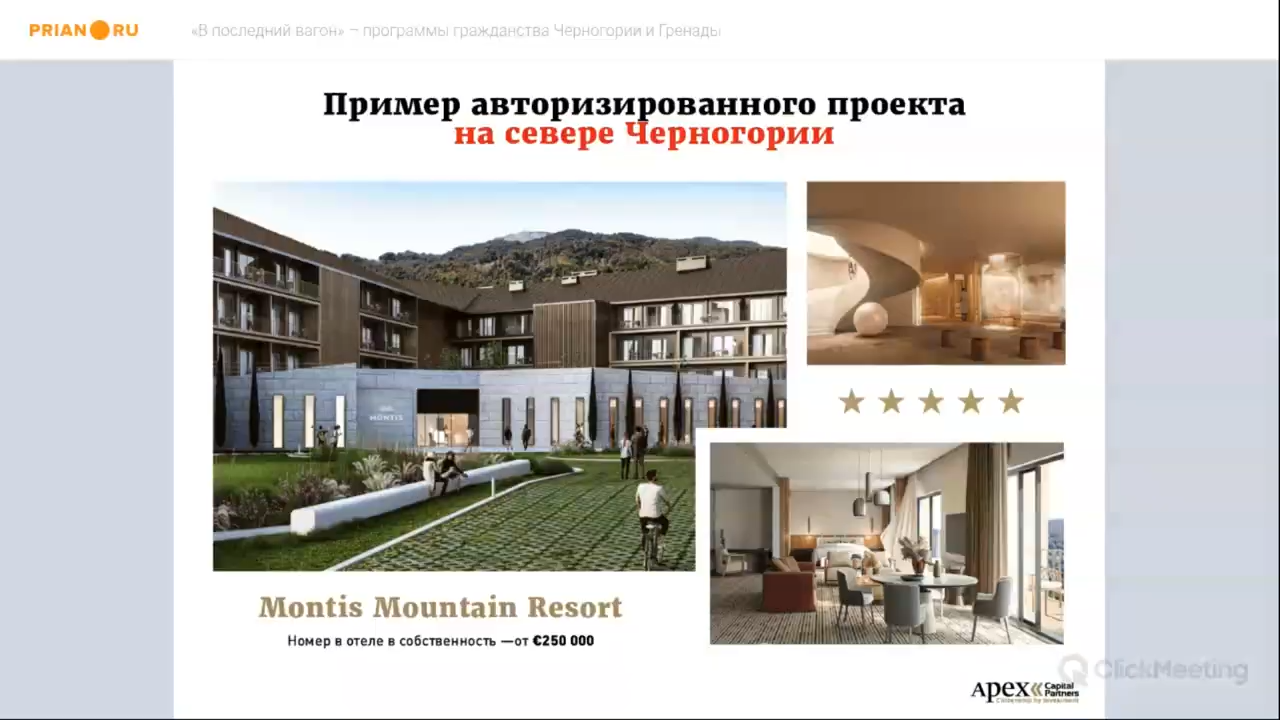 PRIAN RU
«В последний вагон» – программы гражданства Черногории и Гренады
Пример авторизированного проекта
на севере Черногории
MONTIS
Montis Mountain Resort
Номер в отеле в собственность —от €250 000
Apex Capital Partners
Citizenship by Investment
ClickMeeting